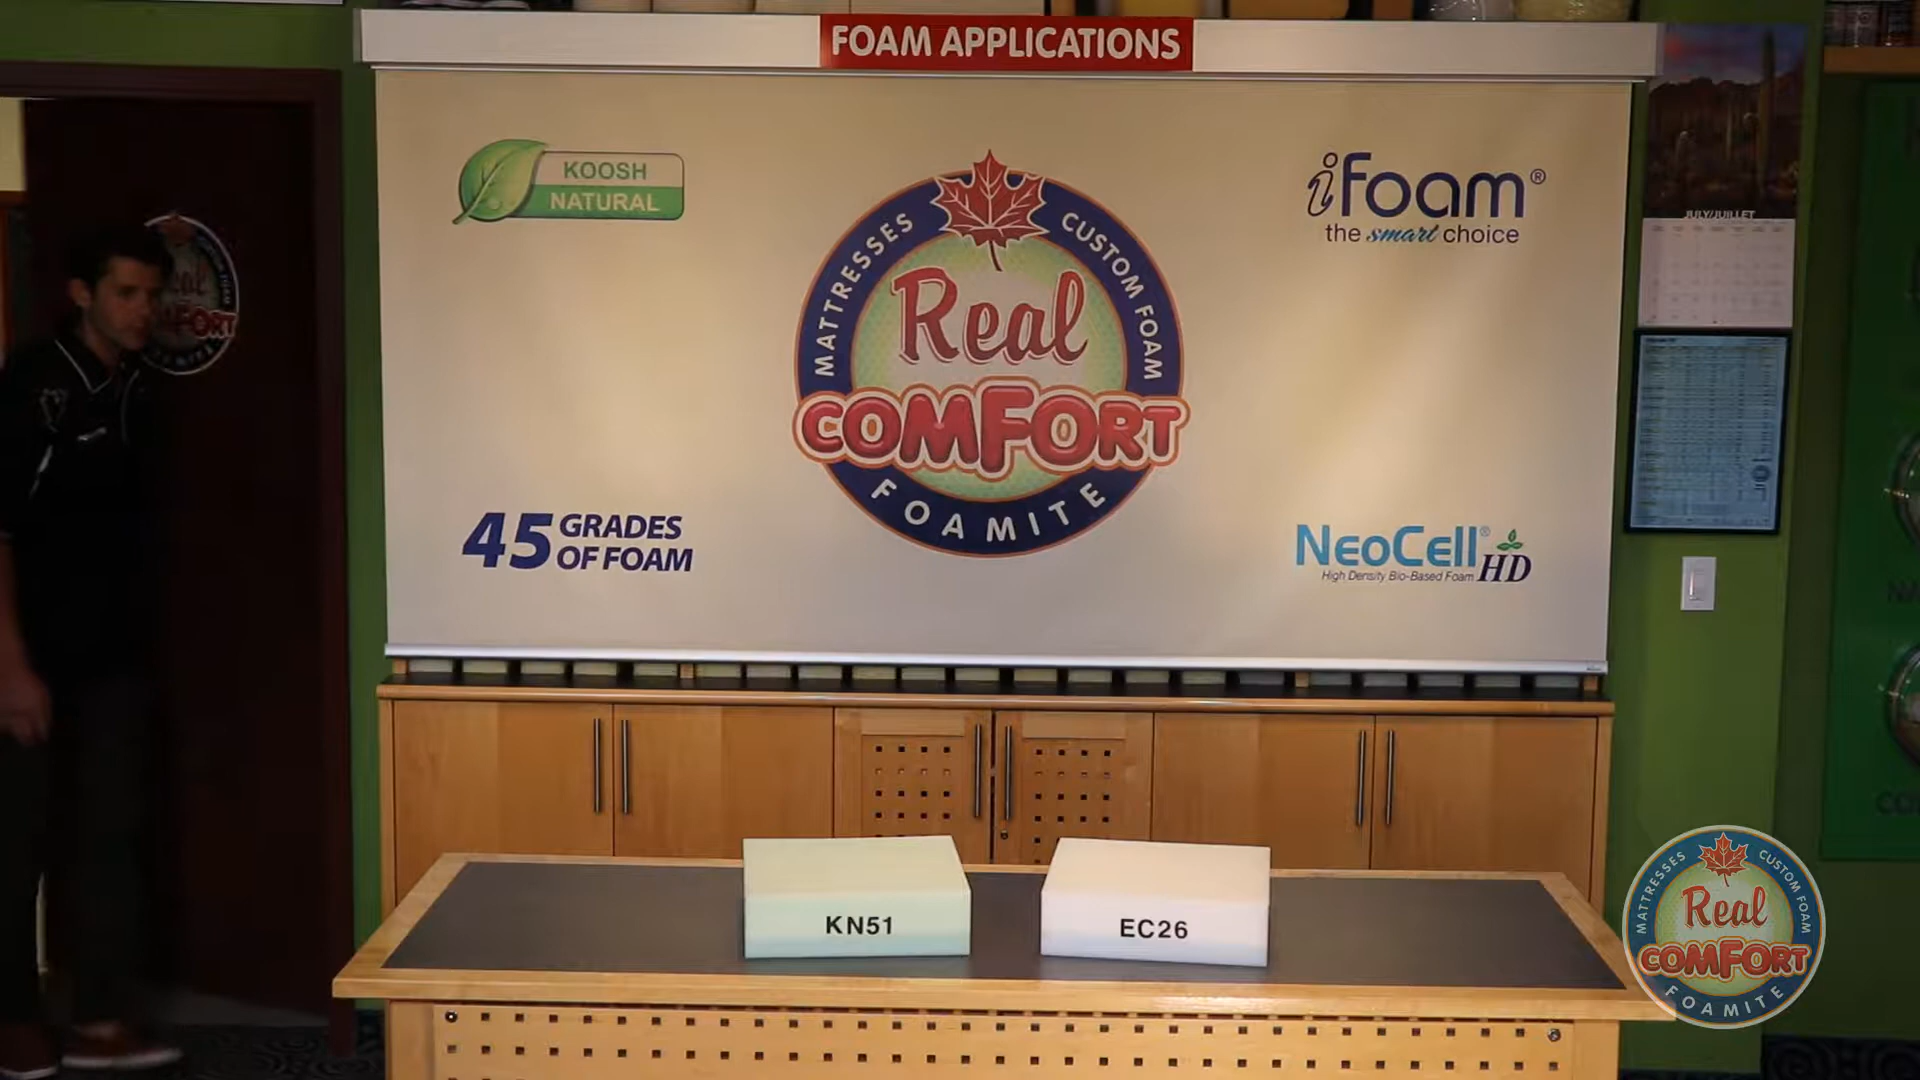 FOAM APPLICATIONS
KOOSH
NATURAL
MATTRESSES
CUSTOM FOAM
Real
COMFORT
FOAMITE
iFoam®
the smart choice
45 GRADES
OF FOAM
NeoCell® HD
High Density Bio-Based Foam
JULY/JUILLET
KN51
EC26
MATTRESSES
CUSTOM FOAM
Real
COMFORT
FOAMITE